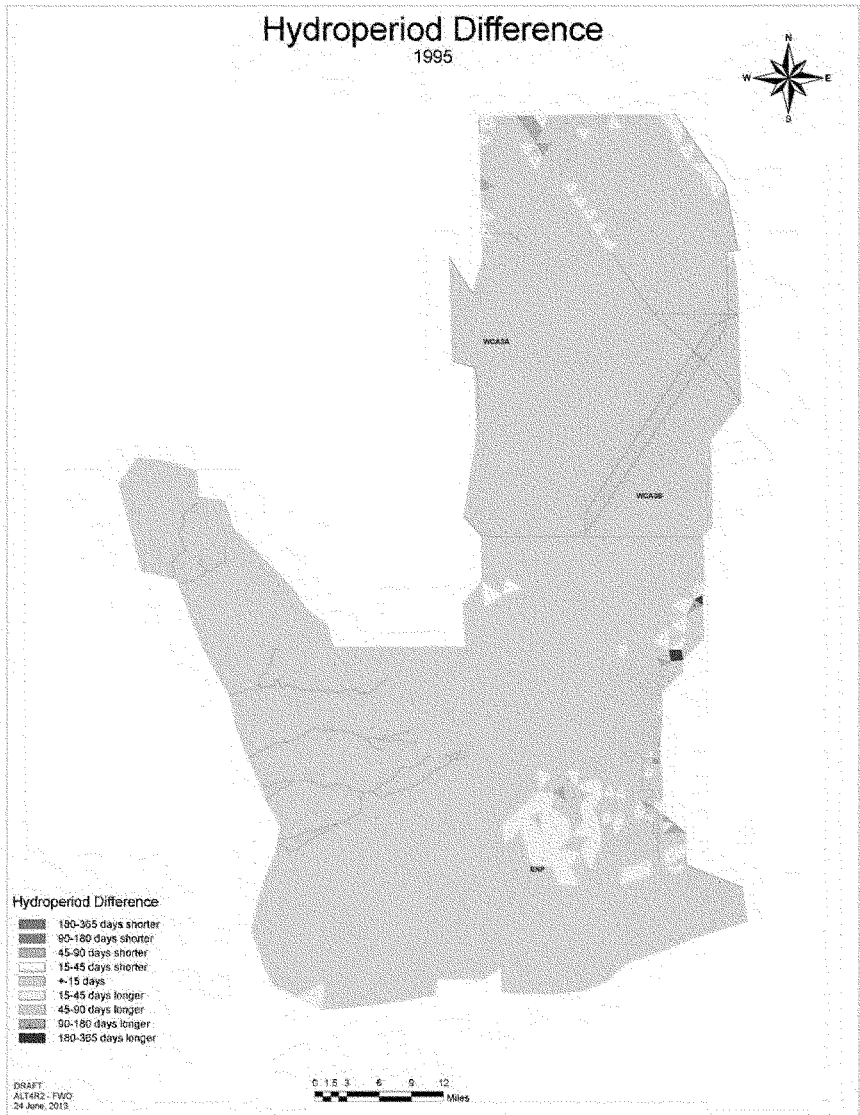 Hydroperiod Difference
1995
N
W
E
S
WCA3A
WCA3B
ENP
Hydroperiod Difference
180-365 days shorter
90-180 days shorter
45-90 days shorter
15-45 days shorter
+-15 days
15-45 days longer
45-90 days longer
90-180 days longer
180-365 days longer
0 1.5 3 6 9 12
Miles
DRAFT
ALT4R2 - FWO
24 June, 2013